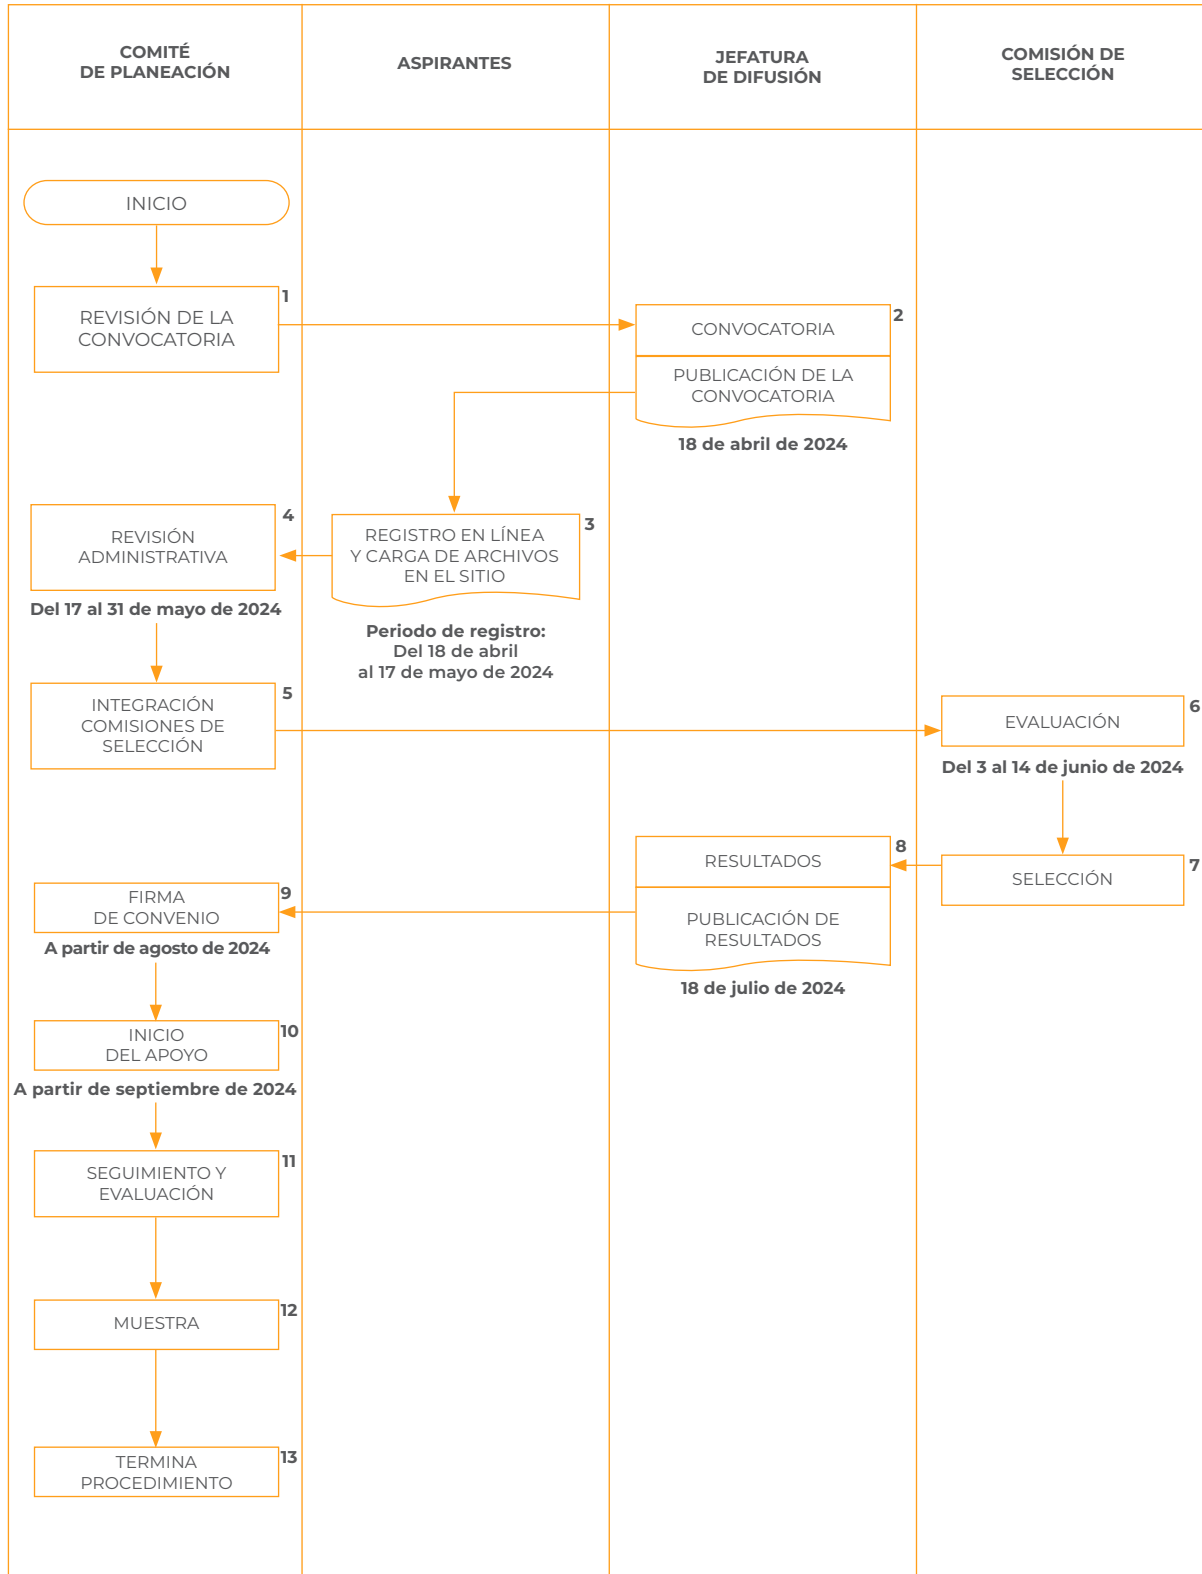 COMITÉ
DE PLANEACIÓN
ASPIRANTES
JEFATURA
DE DIFUSIÓN
COMISIÓN DE
SELECCIÓN
INICIO
1
REVISIÓN DE LA
CONVOCATORIA
2
CONVOCATORIA
PUBLICACIÓN DE LA
CONVOCATORIA
18 de abril de 2024
3
REGISTRO EN LÍNEA
Y CARGA DE ARCHIVOS
EN EL SITIO
Periodo de registro:
Del 18 de abril
al 17 de mayo de 2024
4
REVISIÓN
ADMINISTRATIVA
Del 17 al 31 de mayo de 2024
5
INTEGRACIÓN
COMISIONES DE
SELECCIÓN
6
EVALUACIÓN
Del 3 al 14 de junio de 2024
7
SELECCIÓN
8
RESULTADOS
PUBLICACIÓN DE
RESULTADOS
18 de julio de 2024
9
FIRMA
DE CONVENIO
A partir de agosto de 2024
10
INICIO
DEL APOYO
A partir de septiembre de 2024
11
SEGUIMIENTO Y
EVALUACIÓN
12
MUESTRA
13
TERMINA
PROCEDIMIENTO